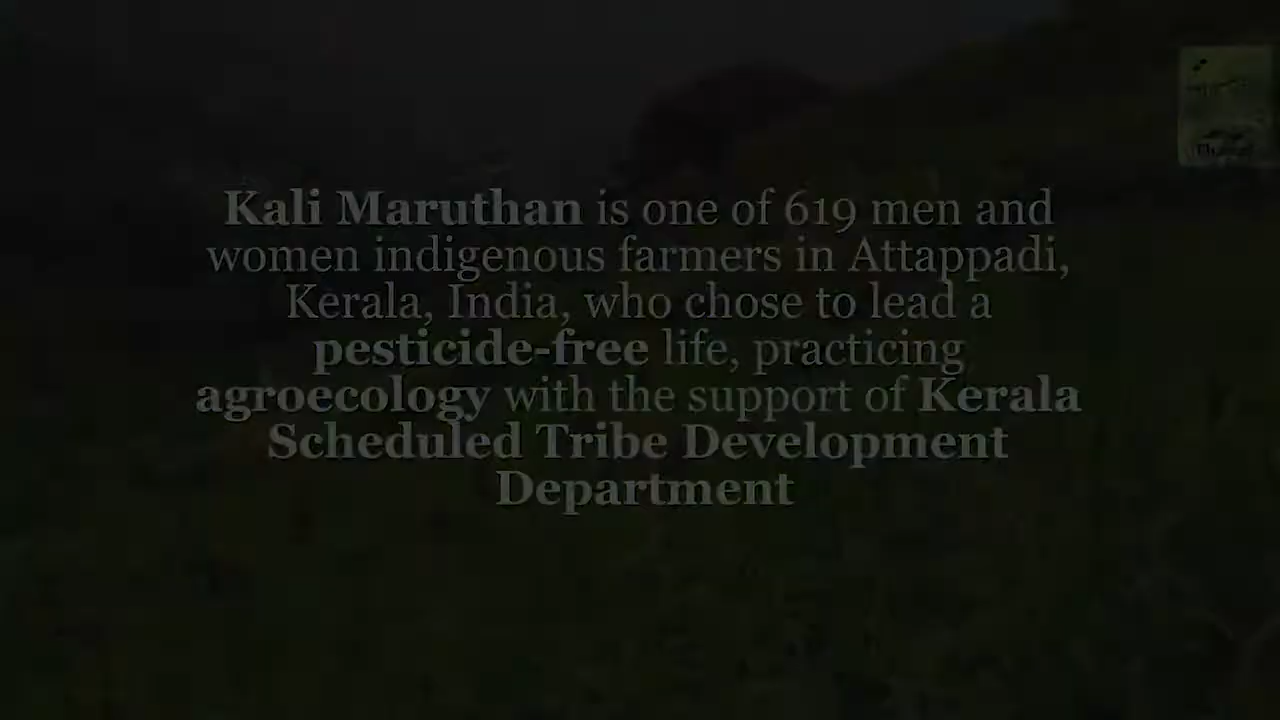 Kali Maruthan is one of 619 men and
women indigenous farmers in Attappadi,
Kerala, India, who chose to lead a
pesticide-free life, practicing
agroecology with the support of Kerala
Scheduled Tribe Development
Department